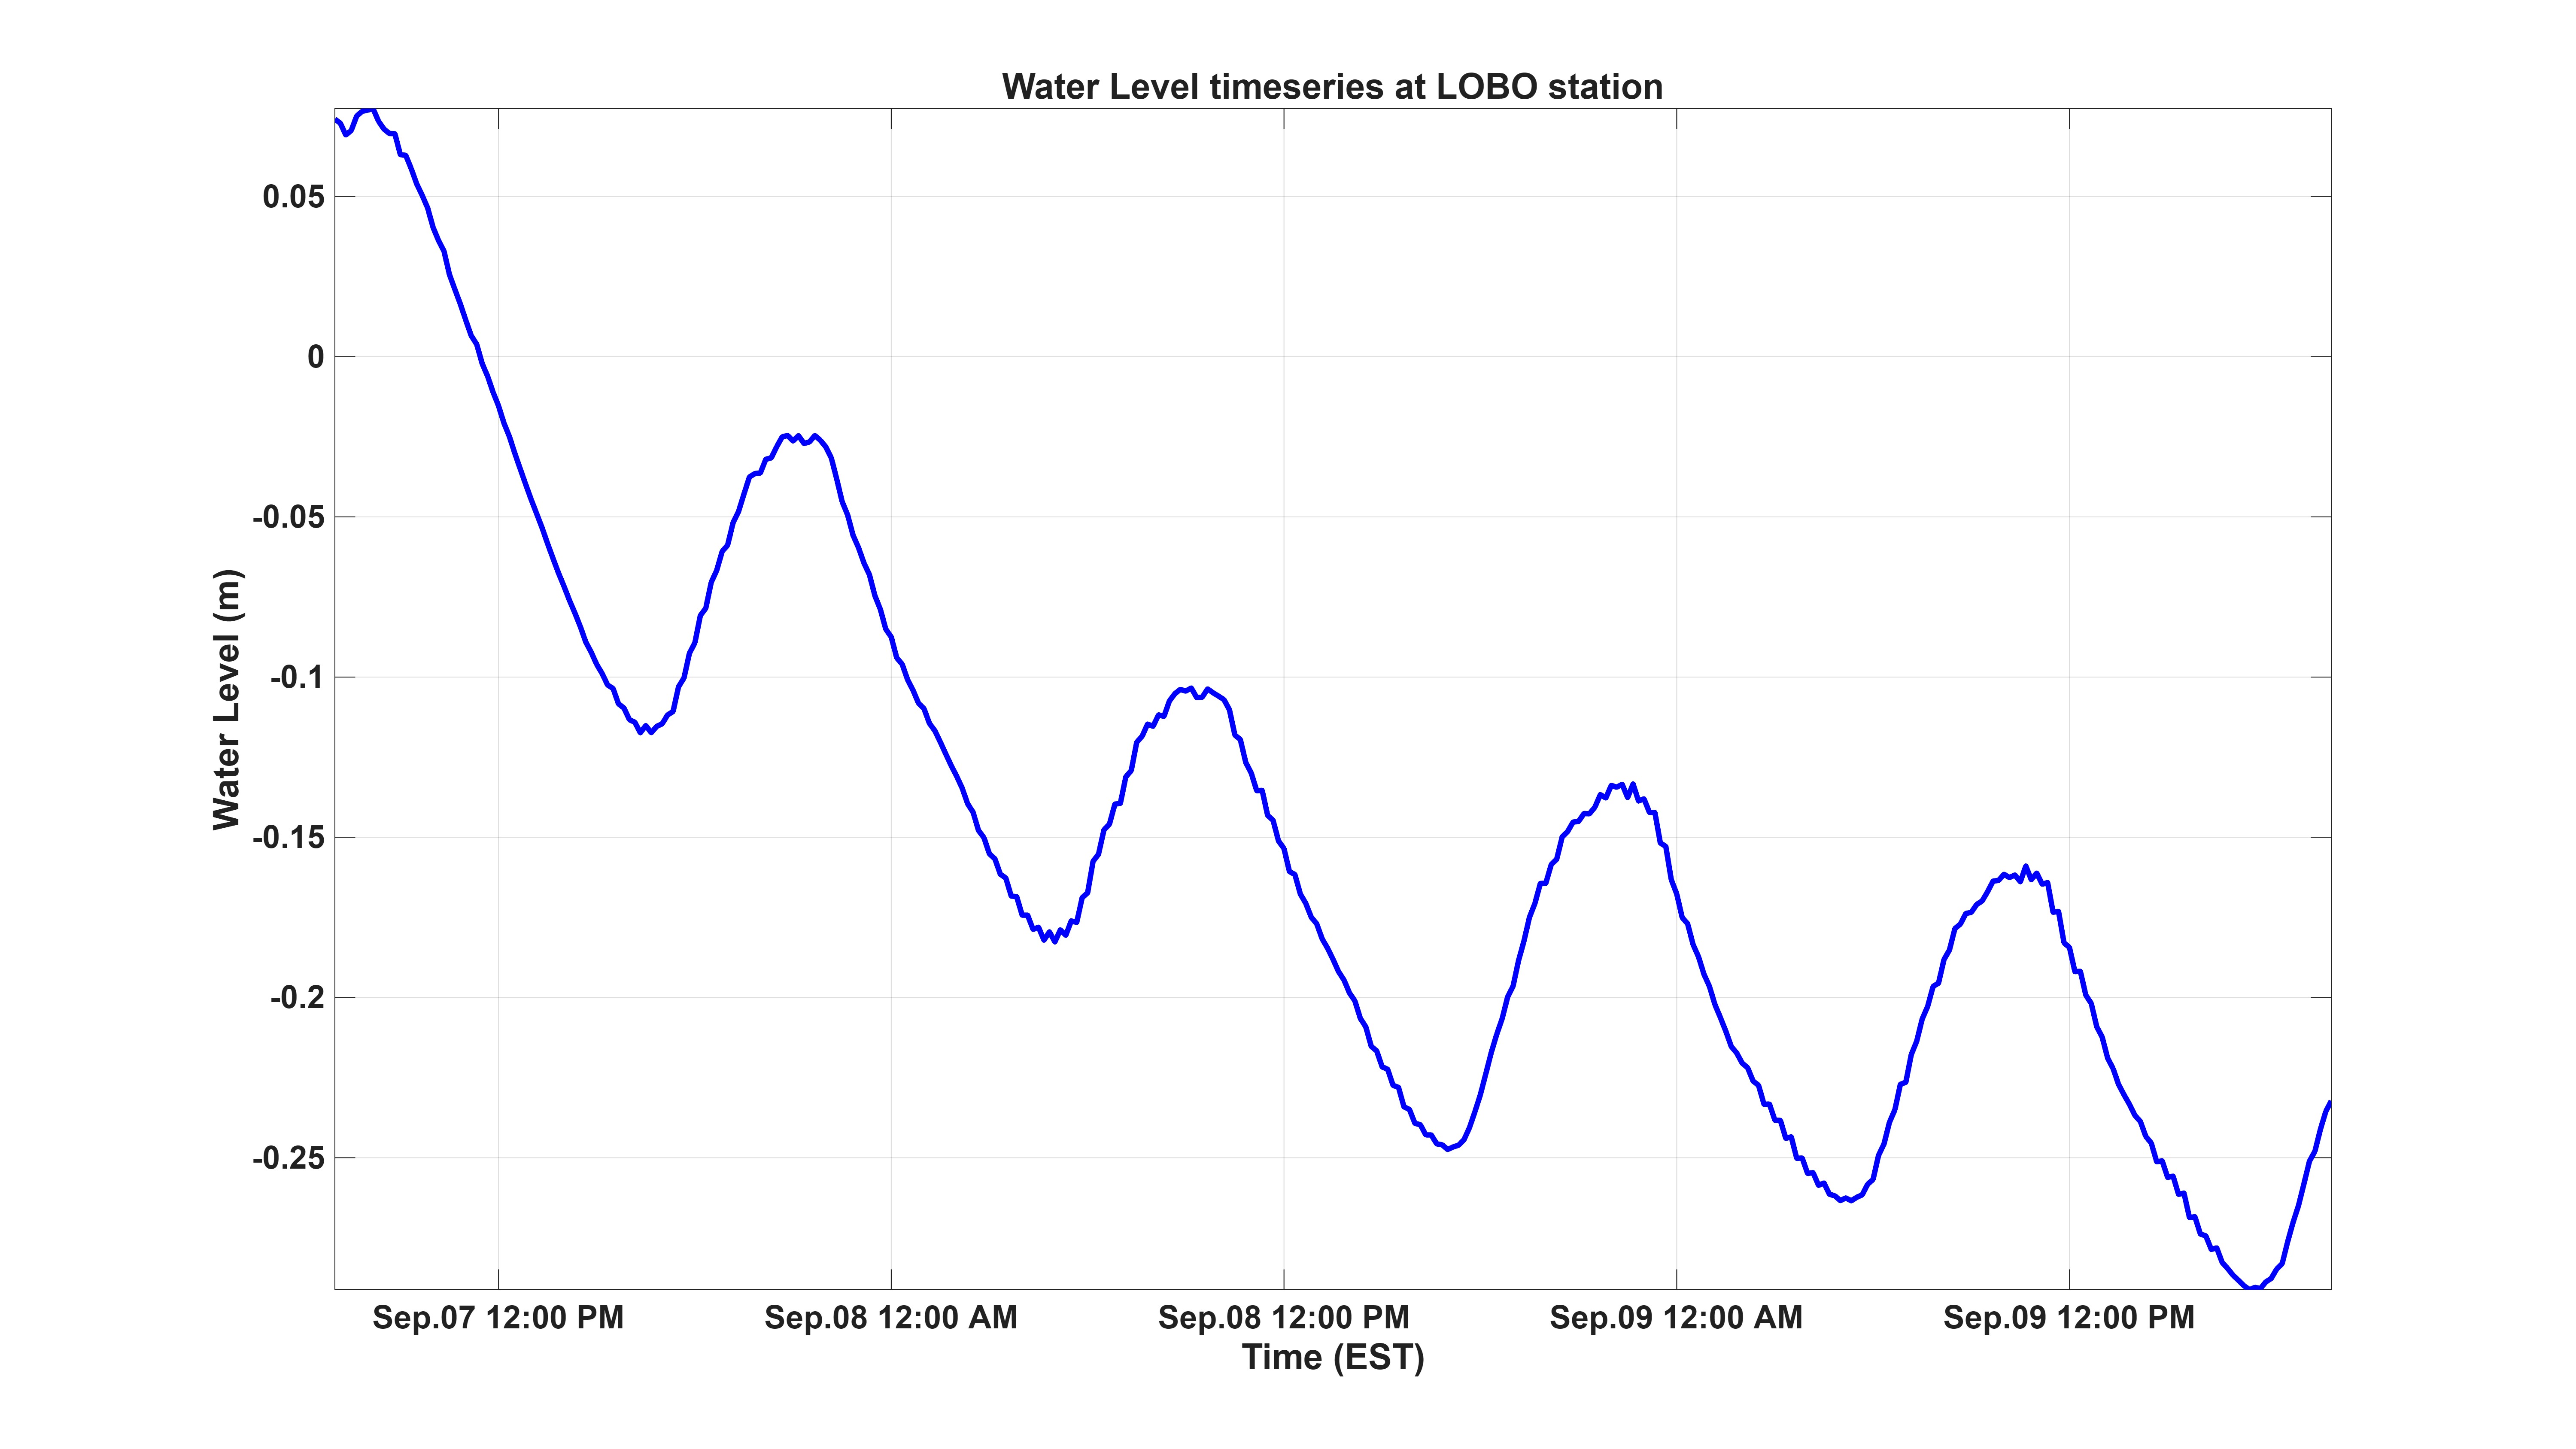 Water Level timeseries at LOBO station
0.05
0
-0.05
-0.1
-0.15
-0.2
-0.25
Water Level (m)
Sep.07 12:00 PM Sep.08 12:00 AM Sep.08 12:00 PM Sep.09 12:00 AM Sep.09 12:00 PM
Time (EST)